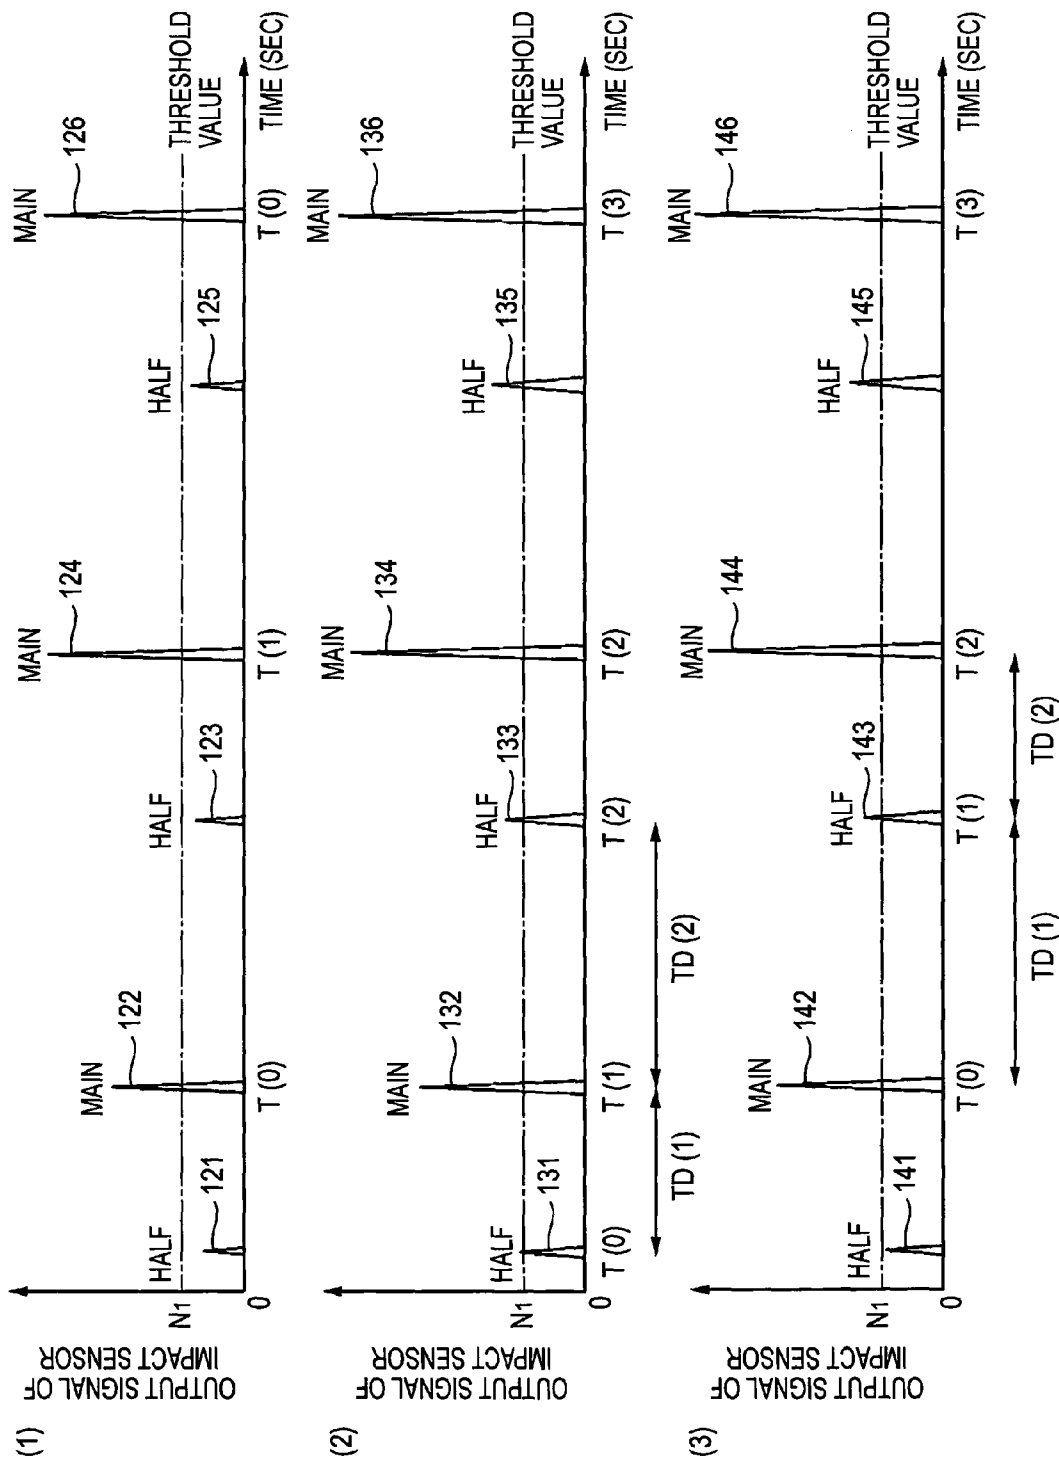 (1)
OUTPUT SIGNAL OF
IMPACT SENSOR
N1
0
HALF
121
MAIN
122
T (0)
HALF
123
MAIN
124
T (1)
HALF
125
MAIN
126
T (0)
THRESHOLD
VALUE
TIME (SEC)
(2)
OUTPUT SIGNAL OF
IMPACT SENSOR
N1
0
HALF
131
T (0)
MAIN
132
T (1)
HALF
133
T (2)
MAIN
134
T (2)
HALF
135
MAIN
136
T (3)
THRESHOLD
VALUE
TIME (SEC)
TD (1)
TD (2)
(3)
OUTPUT SIGNAL OF
IMPACT SENSOR
N1
0
HALF
141
MAIN
142
T (0)
HALF
143
T (1)
MAIN
144
T (2)
HALF
145
MAIN
146
T (3)
THRESHOLD
VALUE
TIME (SEC)
TD (1)
TD (2)